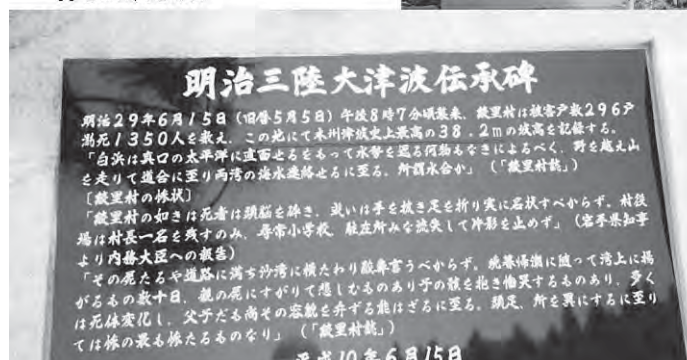 明治三陸大津波伝承碑
明治29年6月15日(旧暦5月5日)午後8時7分頃襲来、綾里村は被害戸数296戸
溺死1350人を数え、この地にて本州津波史上最高の38.2mの波高を記録する。
「白浜は真口の太平洋に直面せるをもって水勢を遮る何物もなきによるべく、野を越え山
を走りて道合に至り両湾の海水連絡せるに至る、所謂水合か」(「綾里村誌」)
〔綾里村の惨状〕
「綾里村の如きは死者は頭脳を砕き、或いは手を抜き足を折り実に名状すべからず。村役
場は村長一名を残すのみ、尋常小学校、駐在所みな流失して片影を止めず」(岩手県知事
より内務大臣への報告)
「その屍たるや道路に満ち沙湾に横たわり酸鼻言うべからず。晩暮帰潮に随って湾上に揚
がるもの数十日、親の屍にすがりて悲しむものあり子の骸を抱き慟哭するものあり、多く
は死体変化し、父子だも尚その容貌を弁ずる能はざるに至る。頭足、所を異にするに至り
ては惨の最も惨たるものなり」(「綾里村誌」)
平成10年6月15日